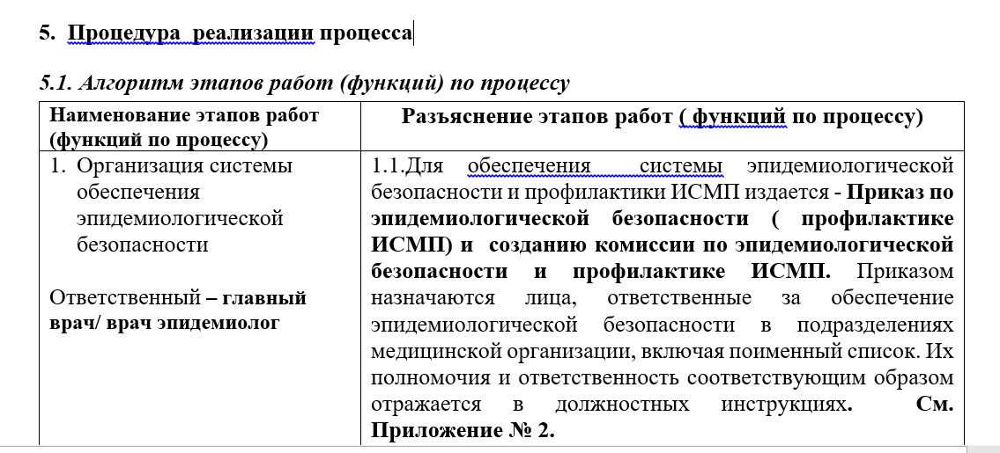 5. Процедура реализации процесса
5.1. Алгоритм этапов работ (функций) по процессу
Наименование этапов работ
(функций по процессу)
Разъяснение этапов работ ( функций по процессу)
1. Организация системы
обеспечения
эпидемиологической
безопасности
Ответственный – главный
врач/ врач эпидемиолог
1.1.Для обеспечения системы эпидемиологической
безопасности и профилактики ИСМП издается - Приказ по
эпидемиологической безопасности ( профилактике
ИСМП) и созданию комиссии по эпидемиологической
безопасности и профилактике ИСМП. Приказом
назначаются лица, ответственные за обеспечение
эпидемиологической безопасности в подразделениях
медицинской организации, включая поименный список. Их
полномочия и ответственность соответствующим образом
отражается в должностных инструкциях. См.
Приложение № 2.